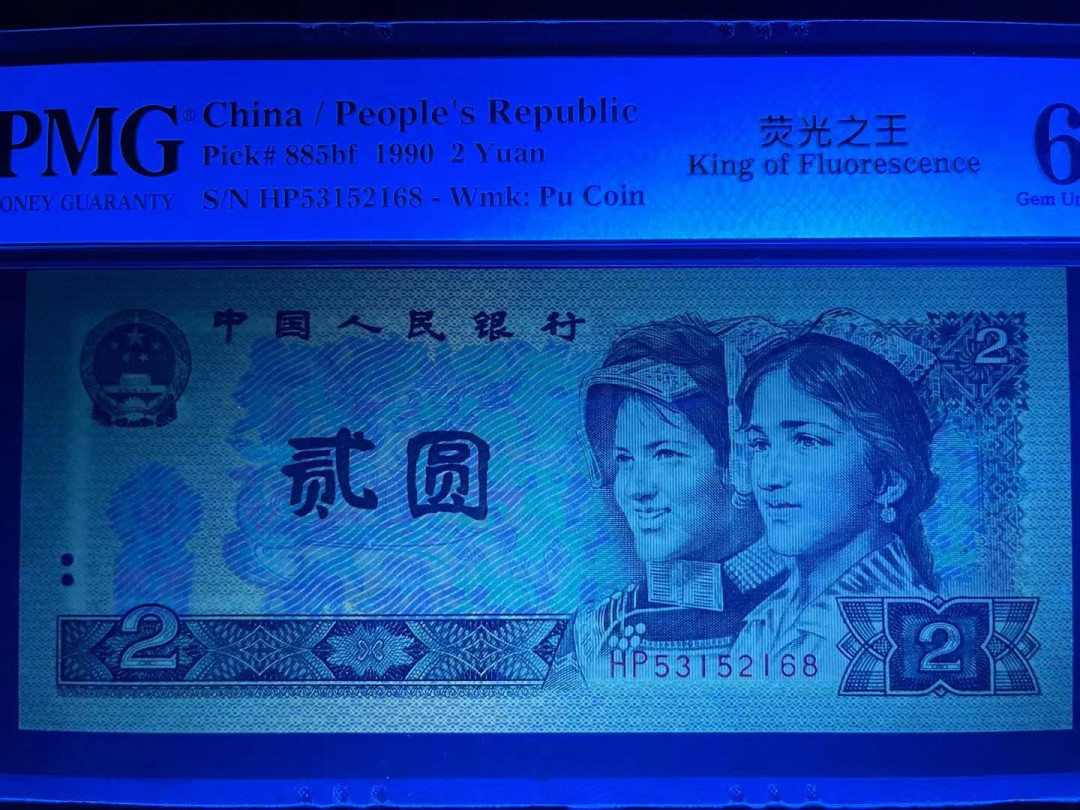 PMG®
ONEY GUARANTY
China / People's Republic
Pick# 885bf 1990 2 Yuan
S/N HP53152168 - Wmk: Pu Coin
荧光之王
King of Fluorescence
6
Gem Un
中国人民银行
2
贰圆
2
HP53152168
2